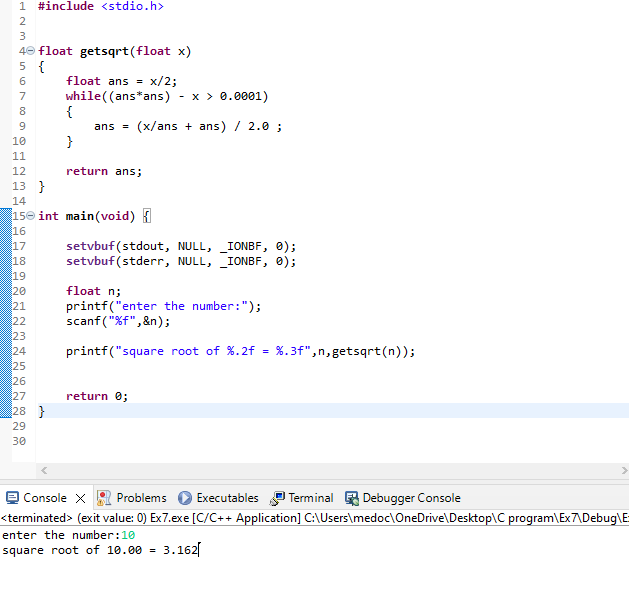 1 #include <stdio.h>
2
3
4 float getsqrt(float x)
5 {
6     float ans = x/2;
7     while((ans*ans) - x > 0.0001)
8     {
9         ans = (x/ans + ans) / 2.0 ;
10     }
11
12     return ans;
13 }
14
15 int main(void) {
16
17     setvbuf(stdout, NULL, _IONBF, 0);
18     setvbuf(stderr, NULL, _IONBF, 0);
19
20     float n;
21     printf("enter the number:");
22     scanf("%f",&n);
23
24     printf("square root of %.2f = %.3f",n,getsqrt(n));
25
26
27     return 0;
28 }
29
30
Console Problems Executables Terminal Debugger Console
<terminated> (exit value: 0) Ex7.exe [C/C++ Application] C:\Users\medoc\OneDrive\Desktop\C program\Ex7\Debug\E
enter the number:10
square root of 10.00 = 3.162